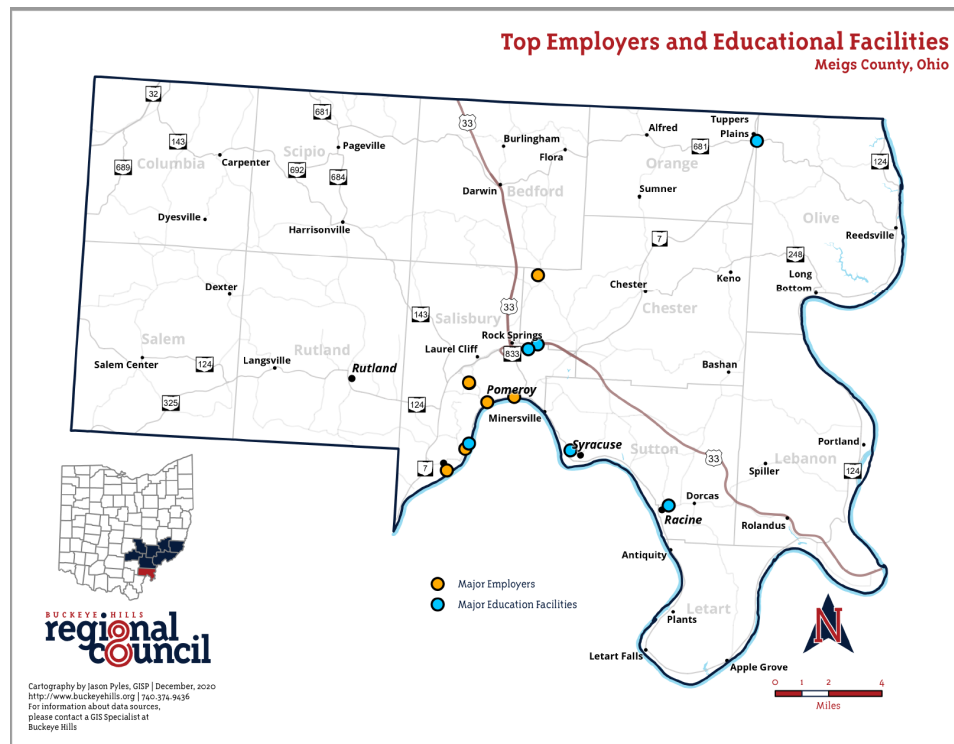 Top Employers and Educational Facilities
Meigs County, Ohio
32
33
681
Tuppers
Plains
Alfred
143
Burlingham
Pageville
Scipio
681
Flora
Columbia
Carpenter
Orange
124
689
692
684
Darwin
Bedford
Sumner
Dyesville
Harrisonville
Olive
Reedsville
7
248
Long
Bottom
Keno
Chester
Chester
Dexter
33
143
Salisbury
Rock Springs
Salem
Rutland
Laurel Cliff
833
Salem Center
124
Langsville
Rutland
Bashan
Pomeroy
325
124
Minersville
Syracuse
Sutton
Portland
Lebanon
33
7
Spiller
124
Dorcas
Racine
Rolandus
Antiquity
Major Employers
Major Education Facilities
Letart
Plants
Letart Falls
Apple Grove
N
BUCKEYE HILLS
regional
council
0 1 2 4
Miles
Cartography by Jason Pyles, GISP | December, 2020
http://www.buckeyehills.org | 740.374.9436
For information about data sources,
please contact a GIS Specialist at
Buckeye Hills